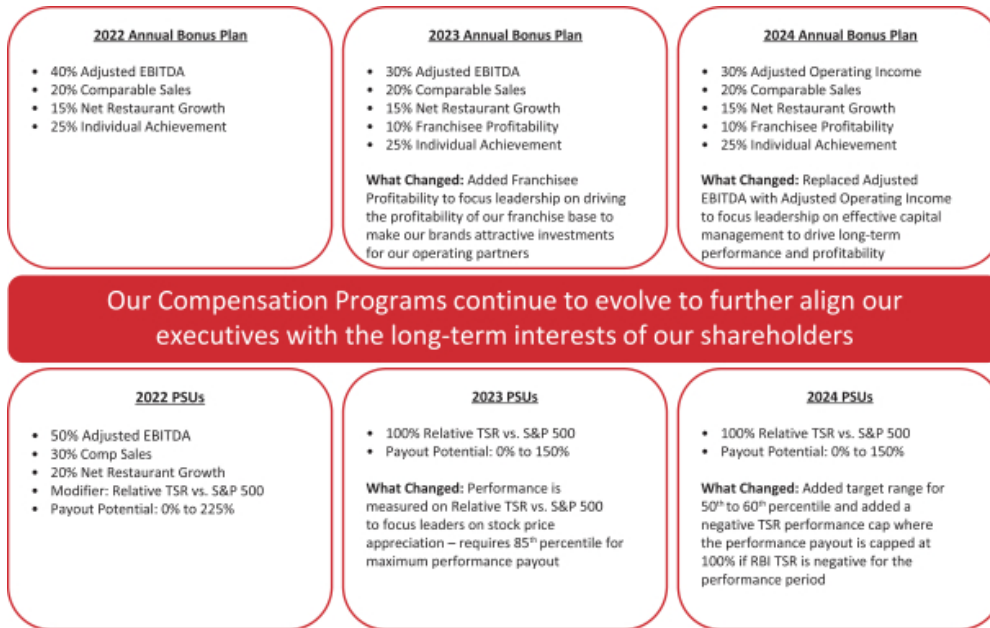 2022 Annual Bonus Plan
• 40% Adjusted EBITDA
• 20% Comparable Sales
• 15% Net Restaurant Growth
• 25% Individual Achievement
2023 Annual Bonus Plan
• 30% Adjusted EBITDA
• 20% Comparable Sales
• 15% Net Restaurant Growth
• 10% Franchisee Profitability
• 25% Individual Achievement
What Changed: Added Franchisee
Profitability to focus leadership on driving
the profitability of our franchise base to
make our brands attractive investments
for our operating partners
2024 Annual Bonus Plan
• 30% Adjusted Operating Income
• 20% Comparable Sales
• 15% Net Restaurant Growth
• 10% Franchisee Profitability
• 25% Individual Achievement
What Changed: Replaced Adjusted
EBITDA with Adjusted Operating Income
to focus leadership on effective capital
management to drive long-term
performance and profitability
Our Compensation Programs continue to evolve to further align our
executives with the long-term interests of our shareholders
2022 PSUs
• 50% Adjusted EBITDA
• 30% Comp Sales
• 20% Net Restaurant Growth
• Modifier: Relative TSR vs. S&P 500
• Payout Potential: 0% to 225%
2023 PSUs
• 100% Relative TSR vs. S&P 500
• Payout Potential: 0% to 150%
What Changed: Performance is
measured on Relative TSR vs. S&P 500
to focus leaders on stock price
appreciation – requires 85th percentile for
maximum performance payout
2024 PSUs
• 100% Relative TSR vs. S&P 500
• Payout Potential: 0% to 150%
What Changed: Added target range for
50th to 60th percentile and added a
negative TSR performance cap where
the performance payout is capped at
100% if RBI TSR is negative for the
performance period